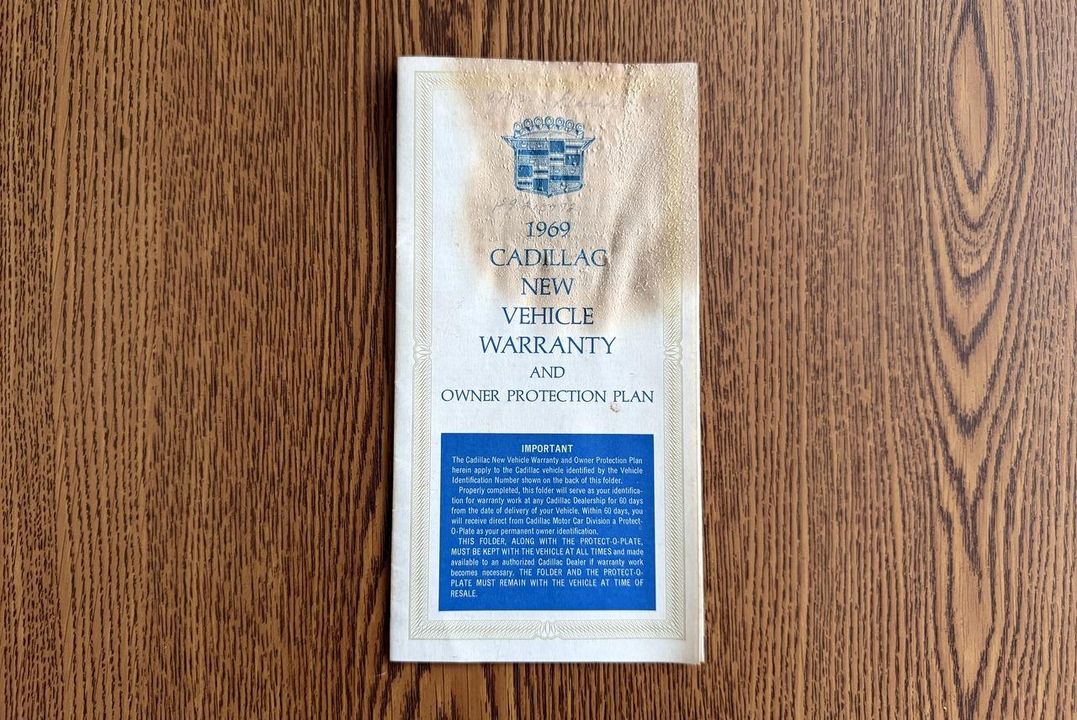 1969
CADILLAC
NEW
VEHICLE
WARRANTY
AND
OWNER PROTECTION PLAN
IMPORTANT
The Cadillac New Vehicle Warranty and Owner Protection Plan
herein apply to the Cadillac vehicle identified by the Vehicle
Identification Number shown on the back of this folder.
Properly completed, this folder will serve as your identifica-
tion for warranty work at any Cadillac Dealership for 60 days
from the date of delivery of your Vehicle. Within 60 days, you
will receive direct from Cadillac Motor Car Division a Protect-
O-Plate as your permanent owner identification.
THIS FOLDER, ALONG WITH THE PROTECT-O-PLATE,
MUST BE KEPT WITH THE VEHICLE AT ALL TIMES and made
available to an authorized Cadillac Dealer if warranty work
becomes necessary. THE FOLDER AND THE PROTECT-O-
PLATE MUST REMAIN WITH THE VEHICLE AT TIME OF
RESALE.